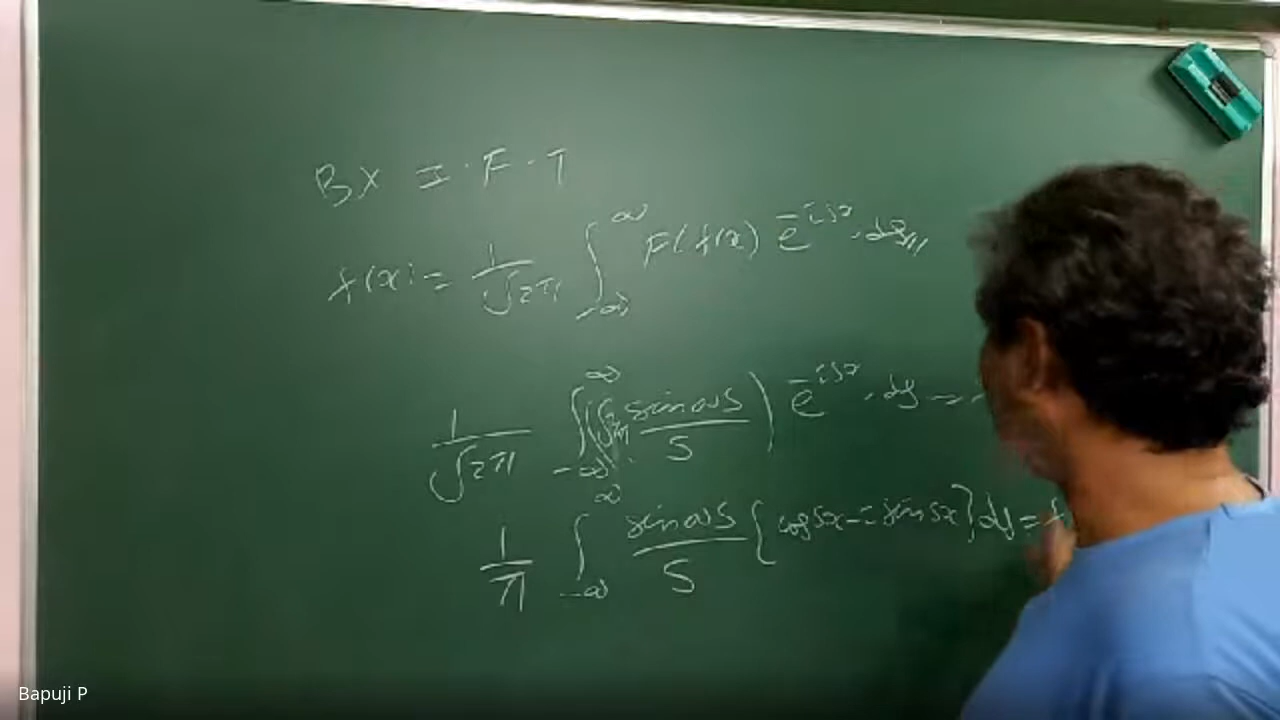 By I.F.T
f(x) = 1/√2π ∫_{-∞}^{∞} F(f(x)) e^{-isx} . ds //
1/√2π ∫_{-∞}^{∞} (√2/π sin as / s) e^{-isx} . ds =
1/π ∫_{-∞}^{∞} sin as / s {cos sx - i sin sx} ds = f
Bapuji P